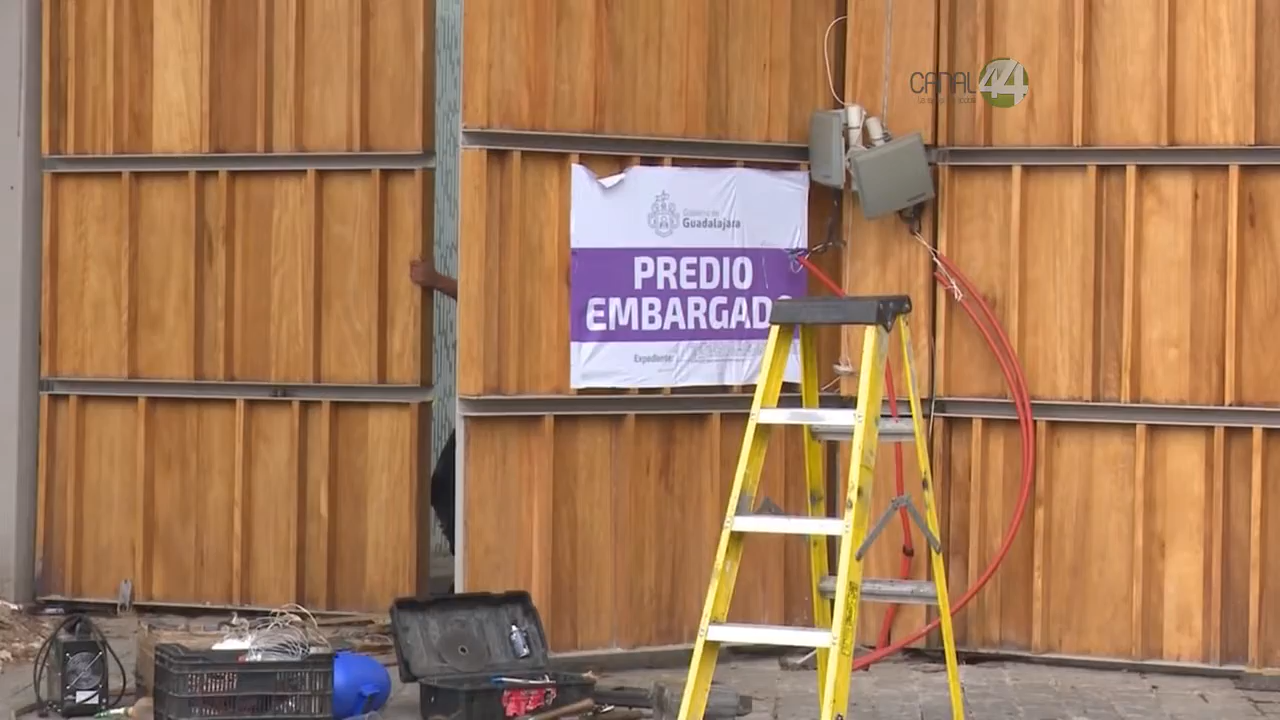 CANAL 44
Gobierno de
Guadalajara
PREDIO
EMBARGADO
Expediente: